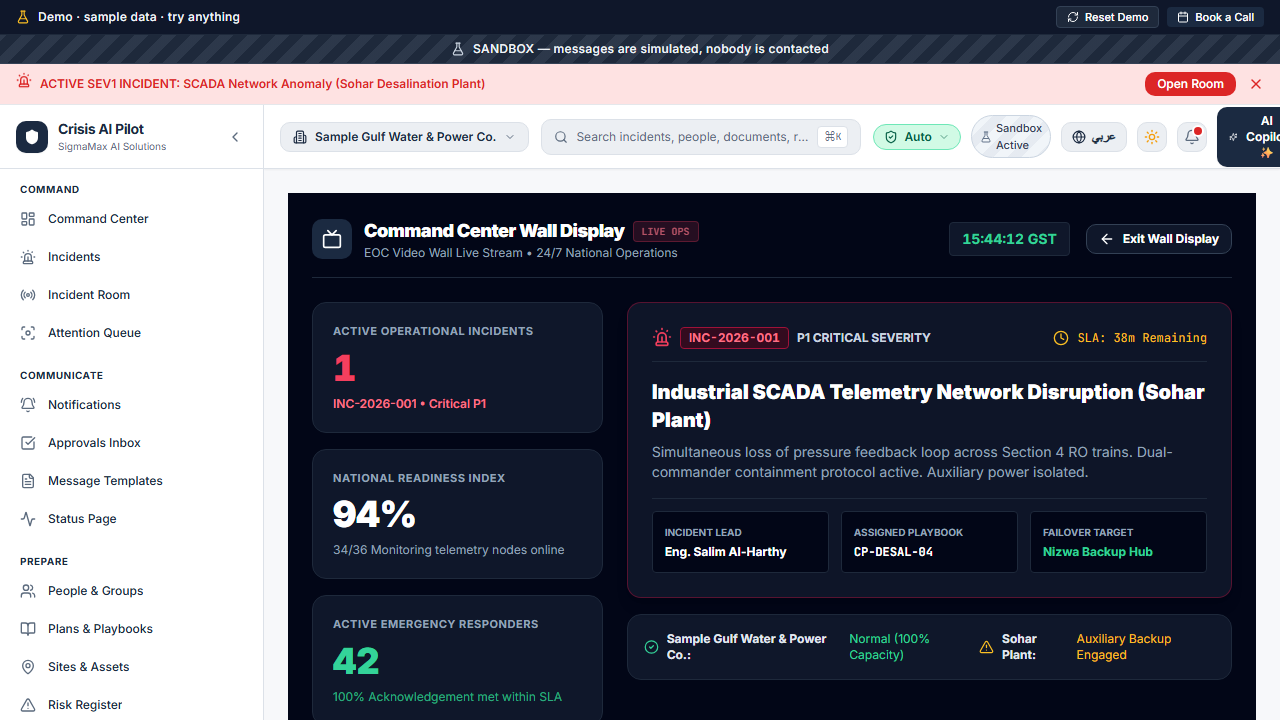 Demo · sample data · try anything
Reset Demo
Book a Call
SANDBOX — messages are simulated, nobody is contacted
ACTIVE SEV1 INCIDENT: SCADA Network Anomaly (Sohar Desalination Plant)
Open Room
Crisis AI Pilot
SigmaMax AI Solutions
Sample Gulf Water & Power Co.
Search incidents, people, documents, r...
⌘K
Auto
Sandbox
Active
عربي
AI
Copilot
COMMAND
Command Center
Incidents
Incident Room
Attention Queue
COMMUNICATE
Notifications
Approvals Inbox
Message Templates
Status Page
PREPARE
People & Groups
Plans & Playbooks
Sites & Assets
Risk Register
Command Center Wall Display
LIVE OPS
EOC Video Wall Live Stream • 24/7 National Operations
15:44:12 GST
Exit Wall Display
ACTIVE OPERATIONAL INCIDENTS
1
INC-2026-001 • Critical P1
NATIONAL READINESS INDEX
94%
34/36 Monitoring telemetry nodes online
ACTIVE EMERGENCY RESPONDERS
42
100% Acknowledgement met within SLA
INC-2026-001
P1 CRITICAL SEVERITY
SLA: 38m Remaining
Industrial SCADA Telemetry Network Disruption (Sohar
Plant)
Simultaneous loss of pressure feedback loop across Section 4 RO trains. Dual-
commander containment protocol active. Auxiliary power isolated.
INCIDENT LEAD
Eng. Salim Al-Harthy
ASSIGNED PLAYBOOK
CP-DESAL-04
FAILOVER TARGET
Nizwa Backup Hub
Sample Gulf Water & Power
Co.:
Normal (100%
Capacity)
Sohar
Plant:
Auxiliary Backup
Engaged